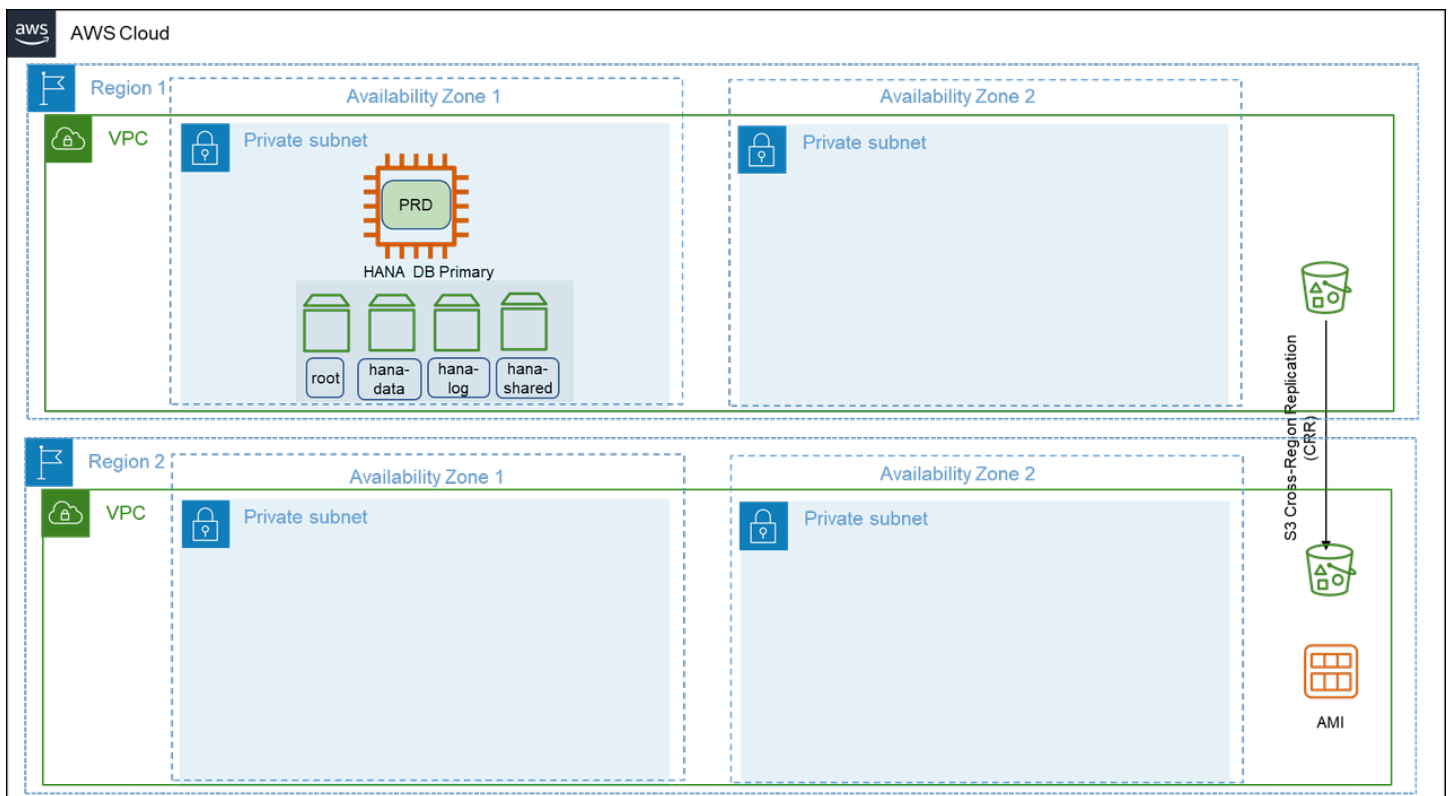 aws
AWS Cloud
Region 1
Availability Zone 1
Availability Zone 2
VPC
Private subnet
Private subnet
PRD
HANA DB Primary
root
hana-
data
hana-
log
hana-
shared
S3 Cross-Region Replication
(CRR)
Region 2
Availability Zone 1
Availability Zone 2
VPC
Private subnet
Private subnet
AMI